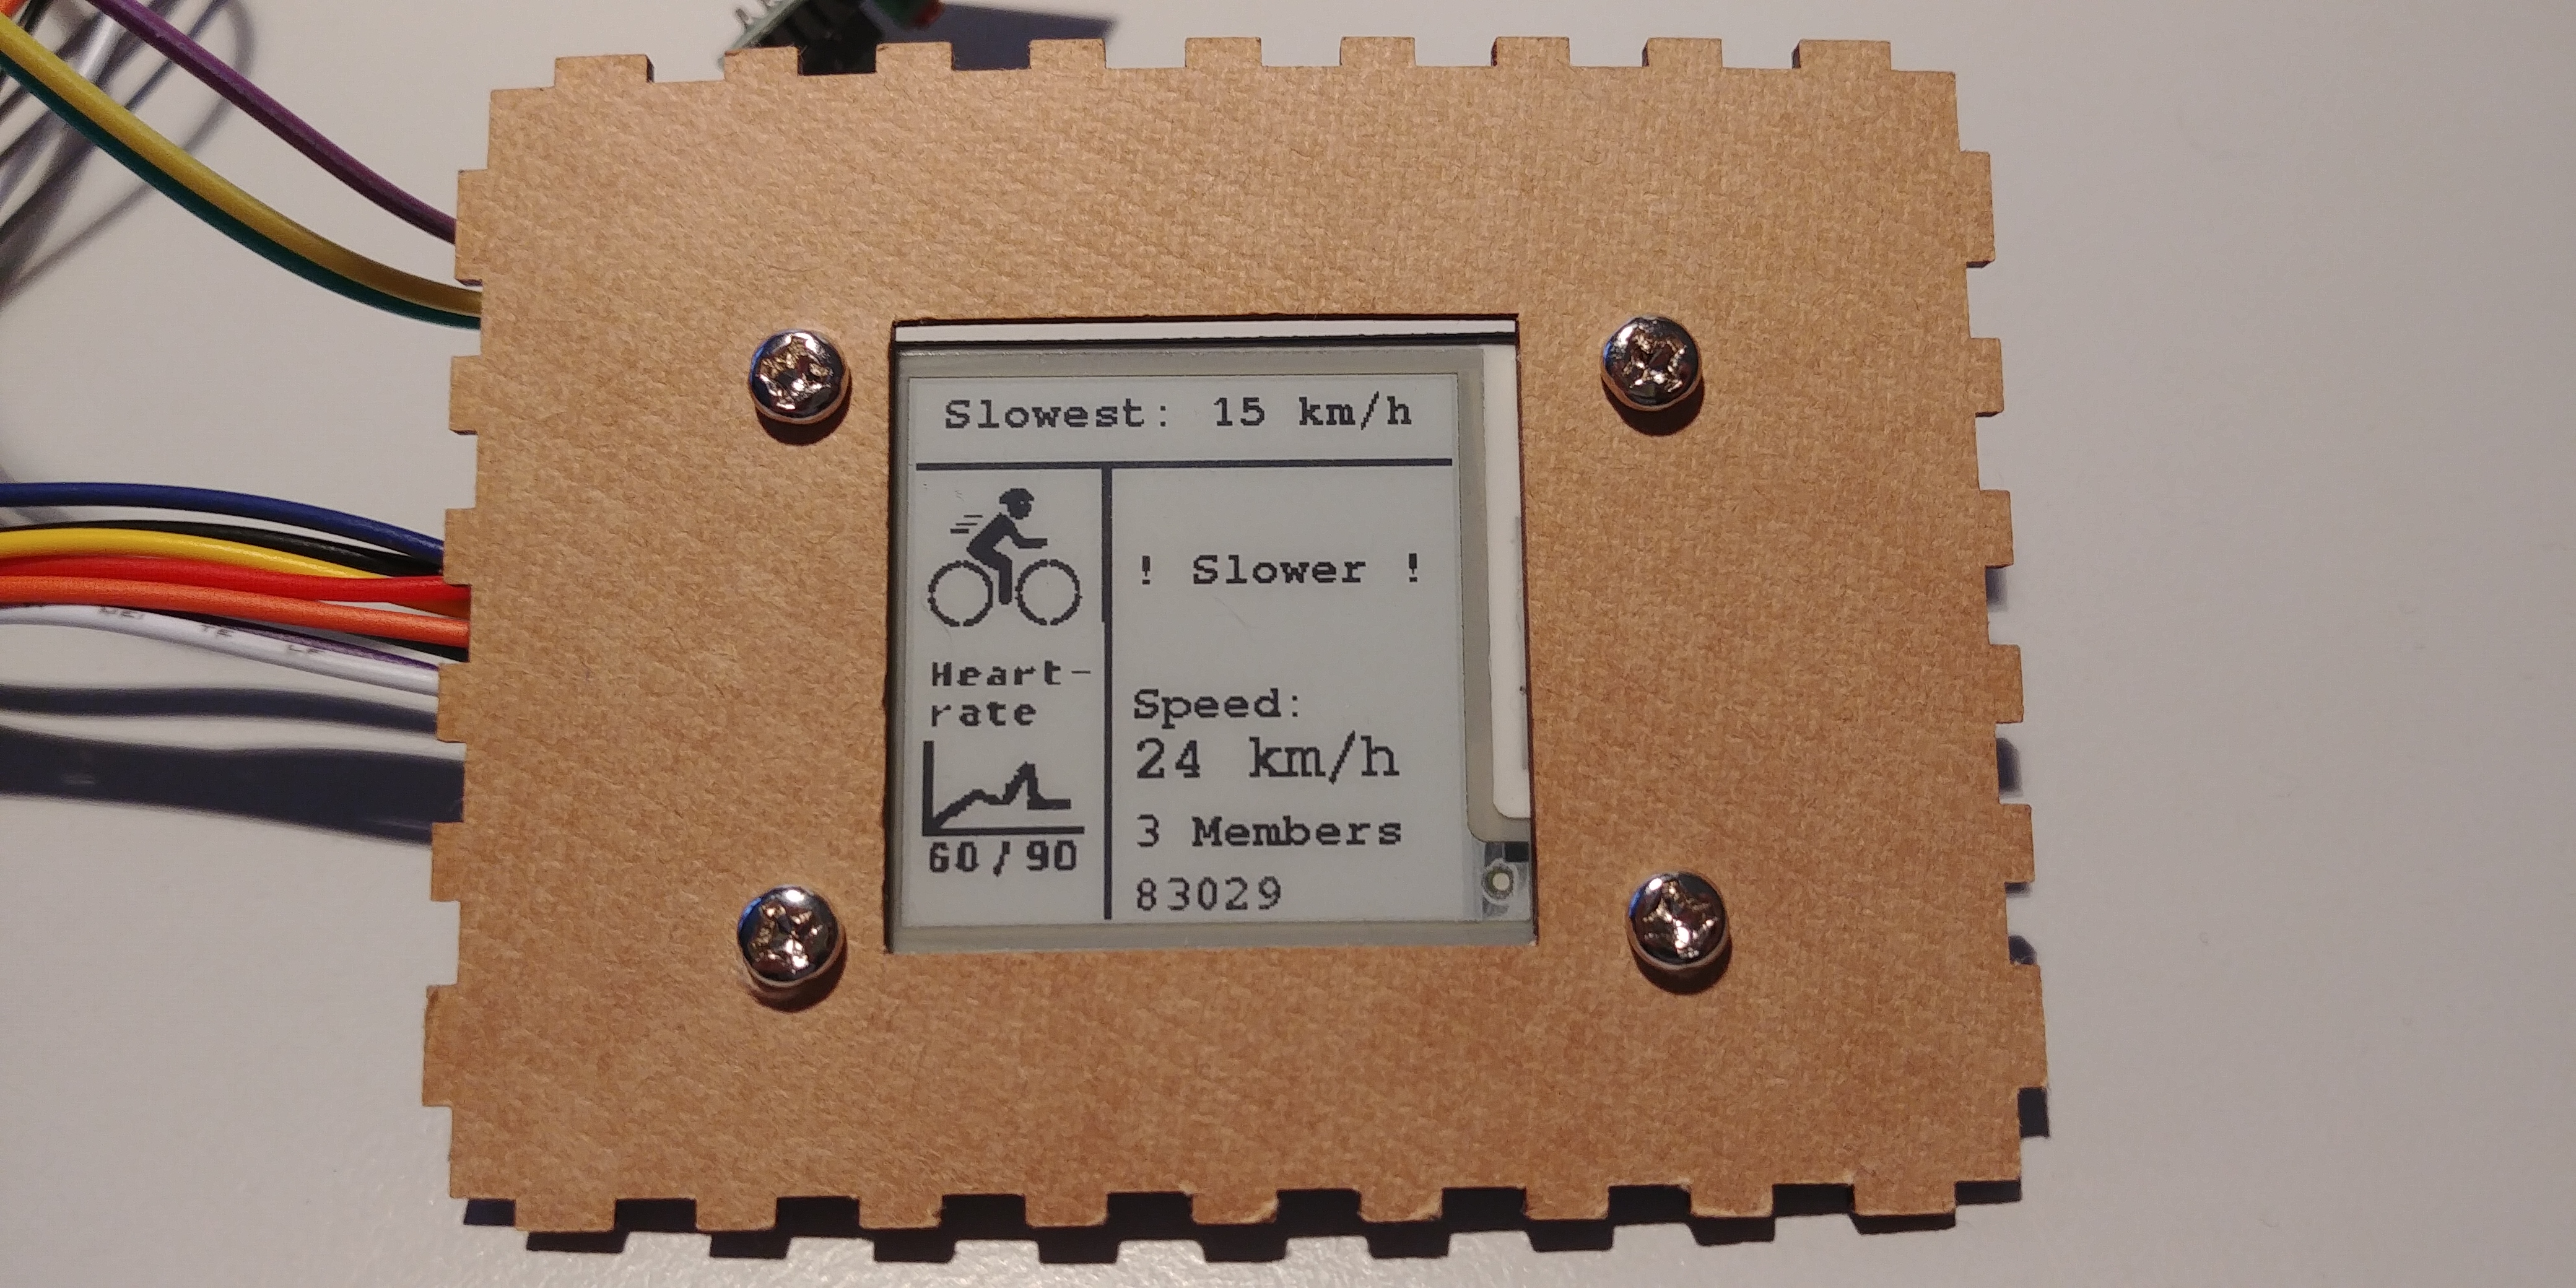 Slowest: 15 km/h
! Slower !
Heart-
rate
60/90
Speed:
24 km/h
3 Members
83029